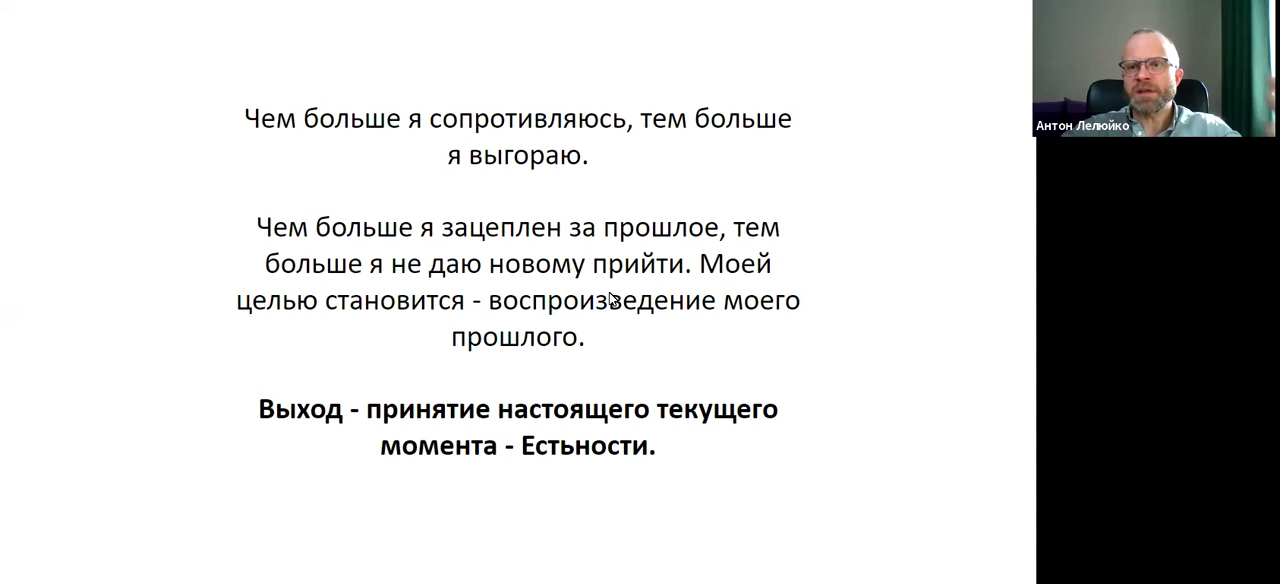 Чем больше я сопротивляюсь, тем больше
я выгораю.
Чем больше я зацеплен за прошлое, тем
больше я не даю новому прийти. Моей
целью становится - воспроизведение моего
прошлого.
Выход - принятие настоящего текущего
момента - Естьности.
Антон Лелюйко